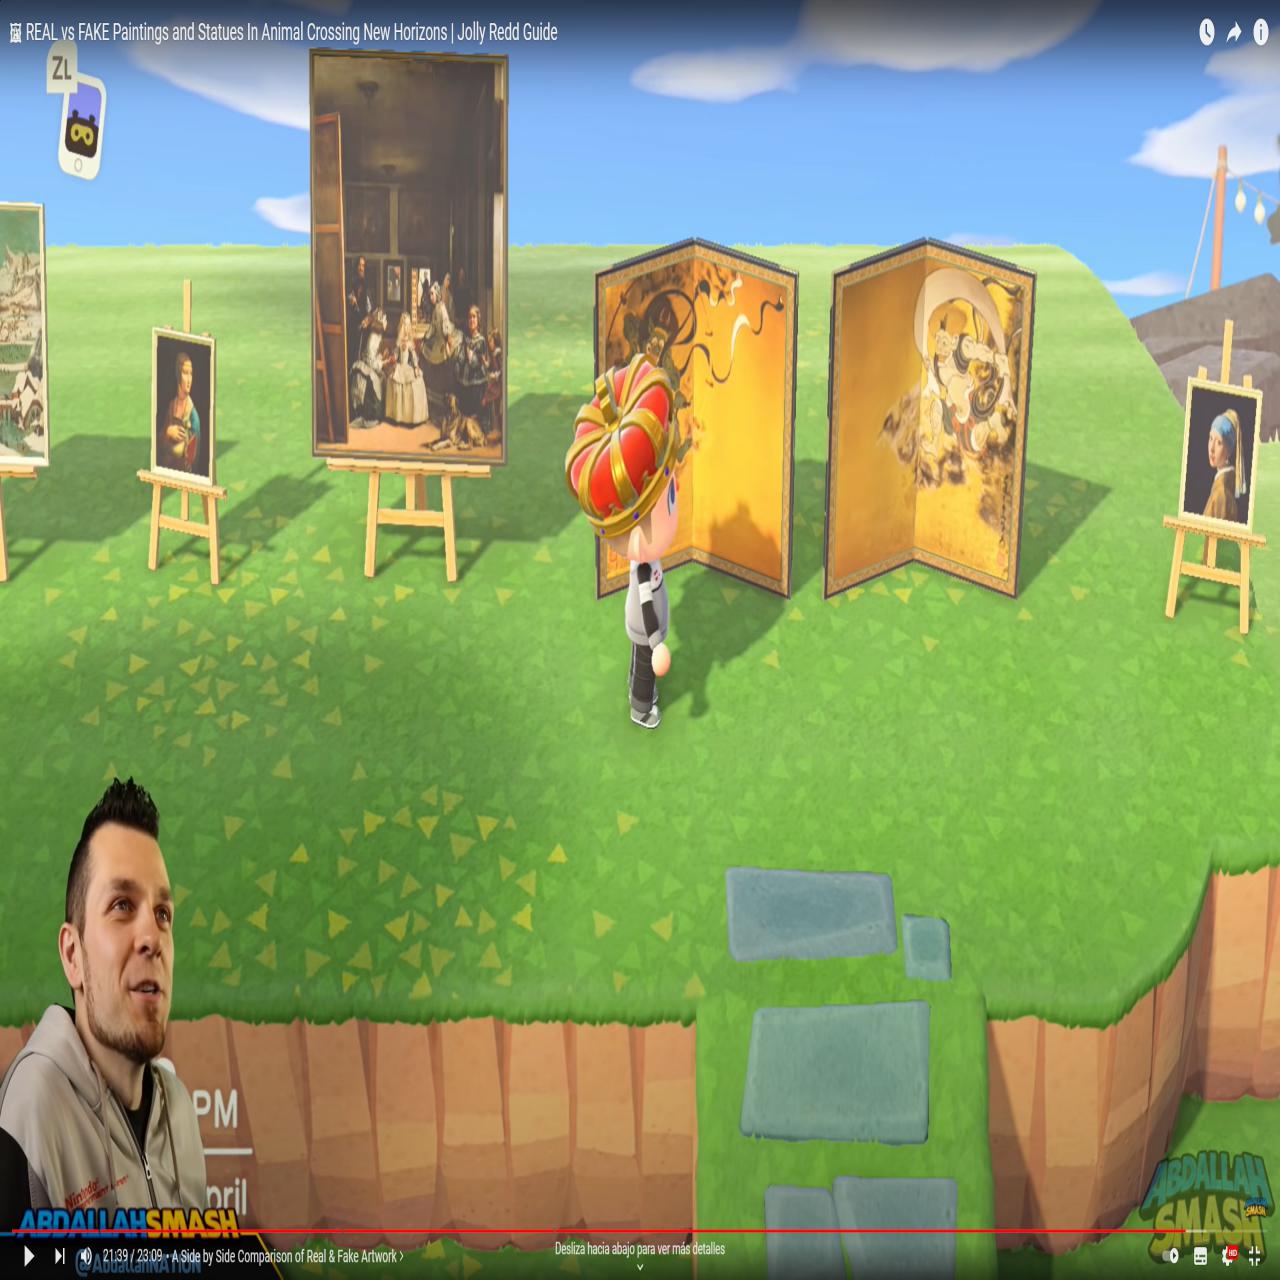 REAL vs FAKE Paintings and Statues In Animal Crossing New Horizons | Jolly Redd Guide
ZL
PM
pril
Nintendo
ABDALLAHSMASH
@AbdallahNATION
ABDALLAH
SMASH
21:39 / 23:09 • A Side by Side Comparison of Real & Fake Artwork ›
Desliza hacia abajo para ver más detalles
HD